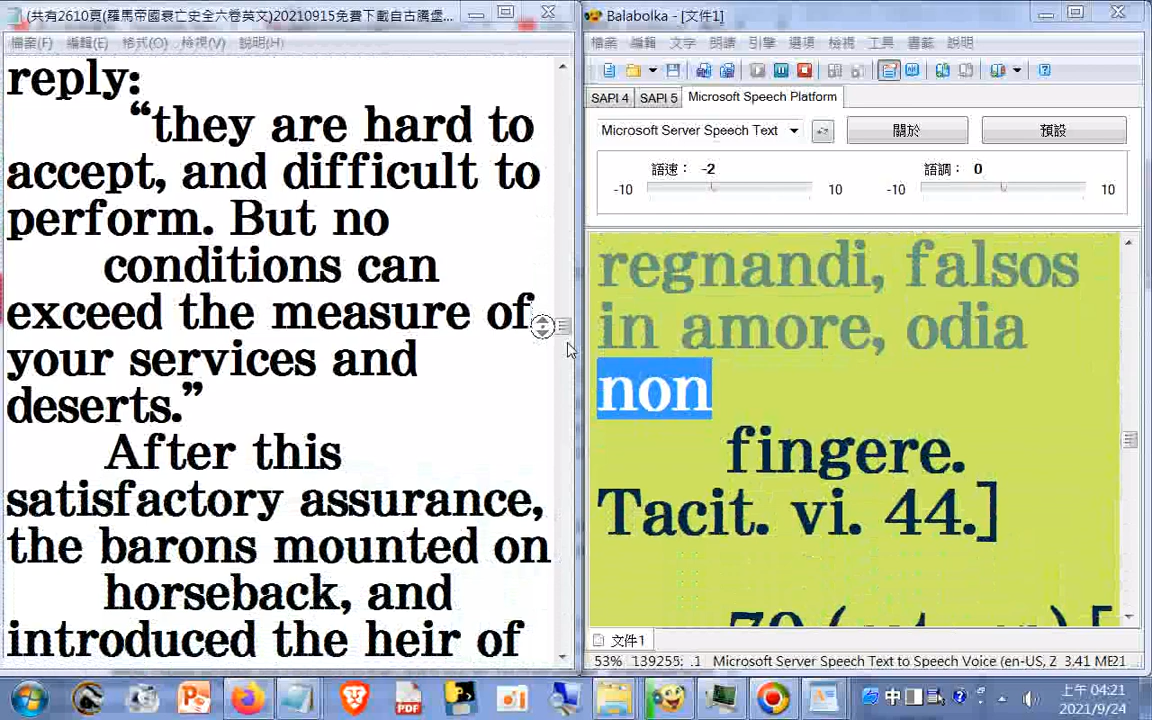 (共有2610頁(羅馬帝國衰亡史全六卷英文)20210915免費下載自古騰堡...
檔案(F) 編輯(E) 格式(O) 檢視(V) 說明(H)
reply:
“they are hard to
accept, and difficult to
perform. But no
conditions can
exceed the measure of
your services and
deserts.”
After this
satisfactory assurance,
the barons mounted on
horseback, and
introduced the heir of
Balabolka - [文件1]
檔案 編輯 文字 朗讀 引擎 選項 檢視 工具 書籤 說明
SAPI 4 SAPI 5 Microsoft Speech Platform
Microsoft Server Speech Text 關於 預設
語速： -2 語調： 0
-10 10 -10 10
regnandi, falsos
in amore, odia
non
fingere.
Tacit. vi. 44.]
文件1
53% 139255: .1 Microsoft Server Speech Text to Speech Voice (en-US, Z 3,41 ME21
中 上午 04:21
2021/9/24